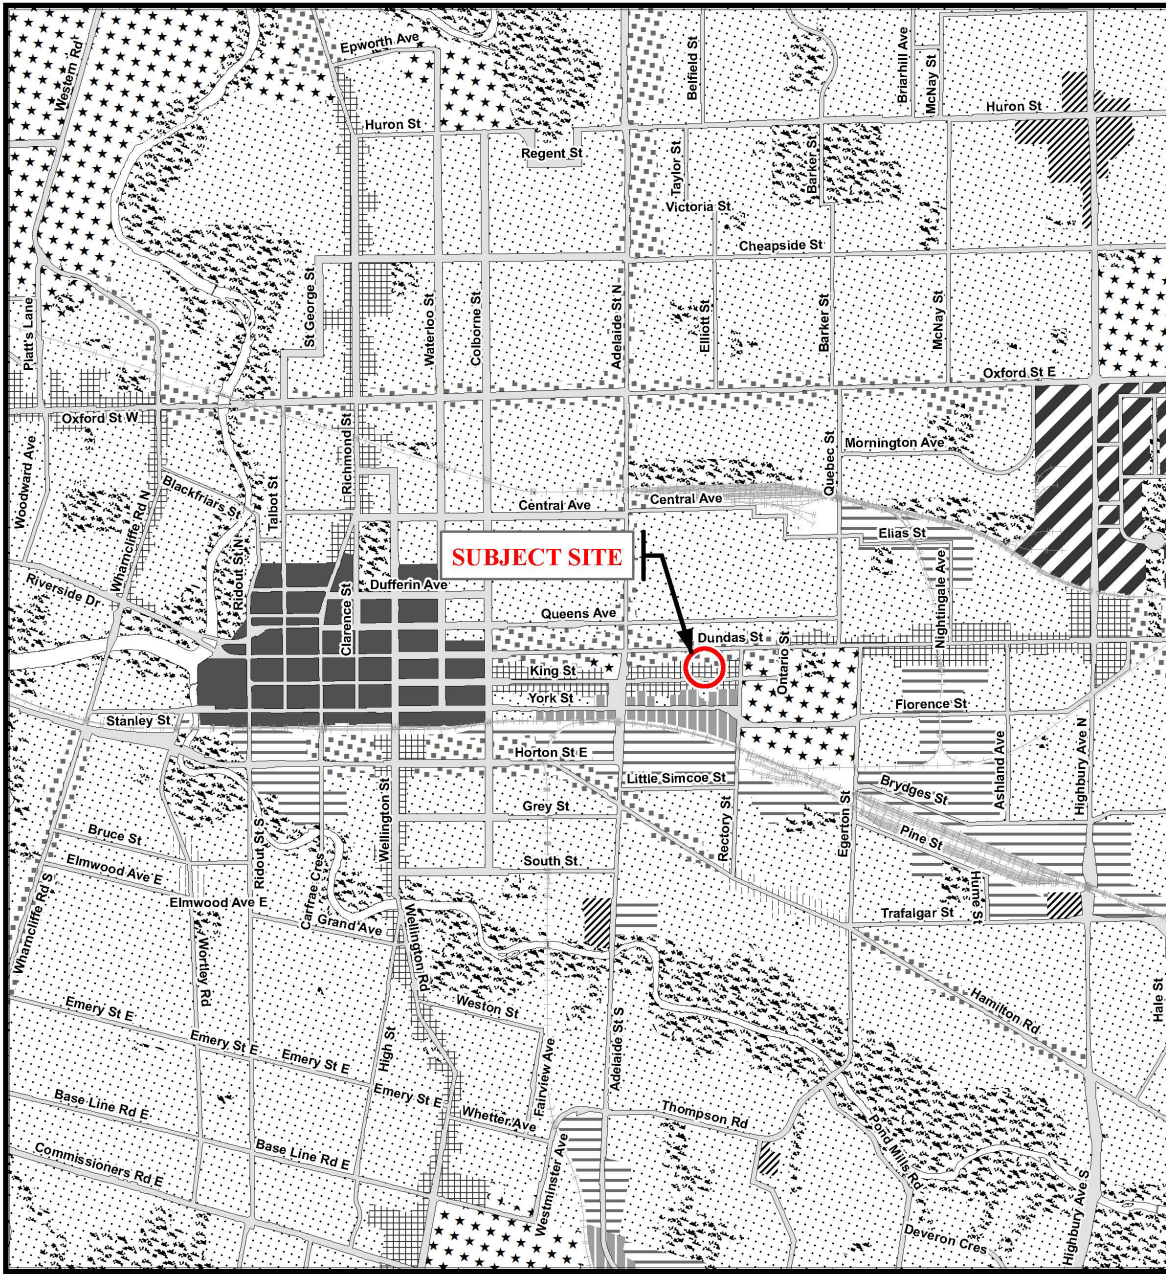 Epworth Ave
Western Rd
Belfield St
Briarhill Ave
McNay St
Huron St
Huron St
Regent St
Taylor St
Barker St
Victoria St
Cheapside St
St George St
Richmond St
Waterloo St
Colborne St
Adelaide St N
Elliott St
Barker St
McNay St
Platt's Lane
Oxford St E
Oxford St W
Woodward Ave
Wharncliffe Rd N
Blackfriars St
Talbot St
Mornington Ave
Quebec St
Central Ave
Central Ave
Elias St
SUBJECT SITE
Riverside Dr
Ridout St N
Clarence St
Dufferin Ave
Queens Ave
Dundas St
Nightingale Ave
Ontario St
King St
York St
Florence St
Stanley St
Horton St E
Little Simcoe St
Ashland Ave
Highbury Ave N
Brydges St
Wellington St
Grey St
Rectory St
Egerton St
Pine St
Bruce St
Ridout St S
South St
Elmwood Ave E
Elmwood Ave E
Carfrae Cres
Hume St
Trafalgar St
Grand Ave
Wharncliffe Rd S
Wortley Rd
Wellington Rd
Weston St
Hamilton Rd
Hale St
Emery St E
Emery St E
Emery St E
Emery St E
High St
Fairview Ave
Adelaide St S
Base Line Rd E
Whetter Ave
Thompson Rd
Base Line Rd E
Commissioners Rd E
Westminster Ave
Pond Mills Rd
Highbury Ave S
Deveron Cres